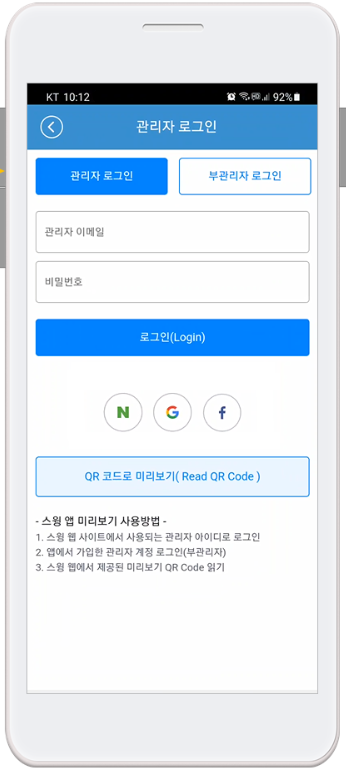 KT 10:12 92%
관리자 로그인
관리자 로그인 부관리자 로그인
관리자 이메일
비밀번호
로그인(Login)
N G f
QR 코드로 미리보기( Read QR Code )
- 스윙 앱 미리보기 사용방법 -
1. 스윙 웹 사이트에서 사용되는 관리자 아이디로 로그인
2. 앱에서 가입한 관리자 계정 로그인(부관리자)
3. 스윙 웹에서 제공된 미리보기 QR Code 읽기